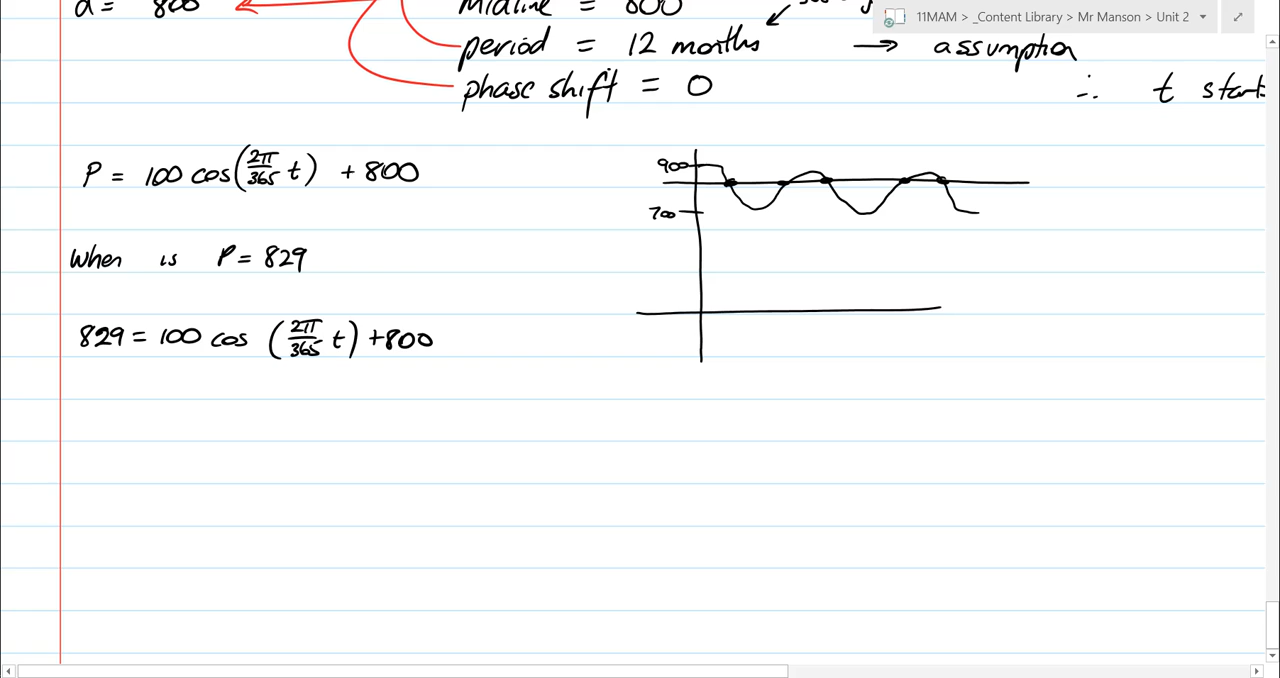 a = 800
midline = 800
11MAM > _Content Library > Mr Manson > Unit 2
period = 12 months → assumption
phase shift = 0 ∴ t starts
P = 100 cos(2π/365 t) + 800
900
700
When is P = 829
829 = 100 cos (2π/365 t) + 800